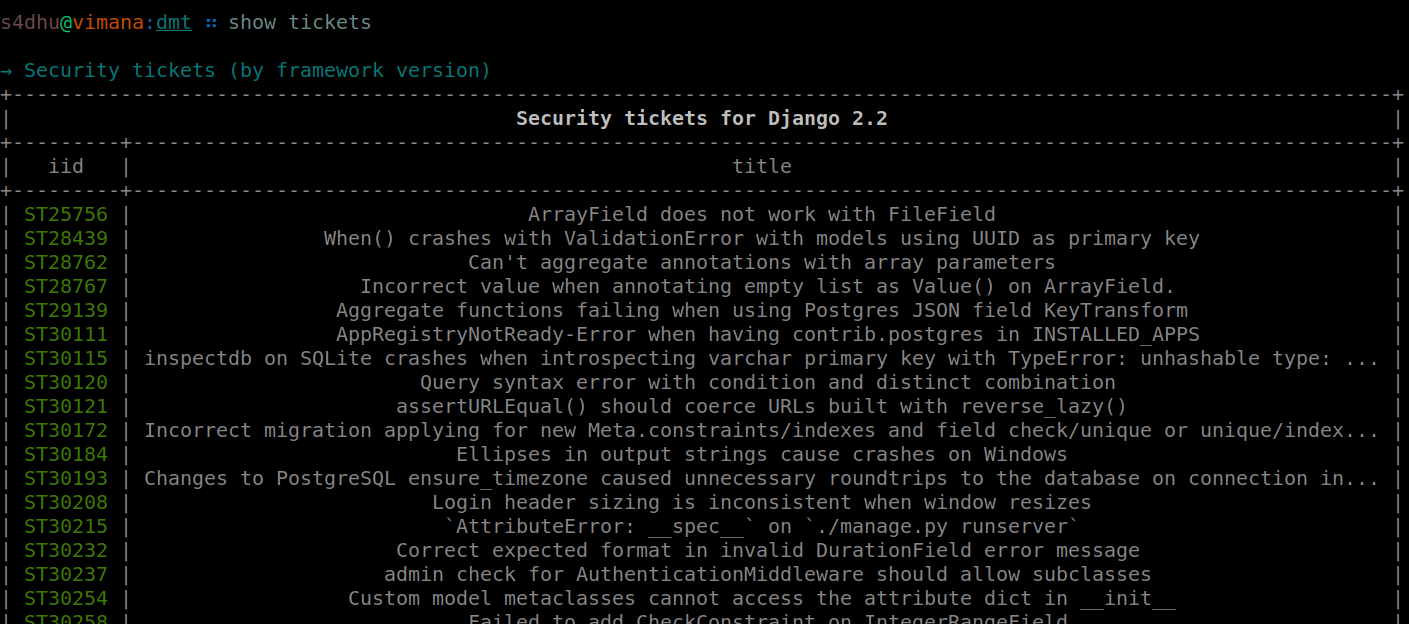 s4dhu@vimana:dmt :: show tickets
→ Security tickets (by framework version)
Security tickets for Django 2.2
| iid | title |
| ST25756 | ArrayField does not work with FileField |
| ST28439 | When() crashes with ValidationError with models using UUID as primary key |
| ST28762 | Can't aggregate annotations with array parameters |
| ST28767 | Incorrect value when annotating empty list as Value() on ArrayField. |
| ST29139 | Aggregate functions failing when using Postgres JSON field KeyTransform |
| ST30111 | AppRegistryNotReady-Error when having contrib.postgres in INSTALLED_APPS |
| ST30115 | inspectdb on SQLite crashes when introspecting varchar primary key with TypeError: unhashable type: ... |
| ST30120 | Query syntax error with condition and distinct combination |
| ST30121 | assertURLEqual() should coerce URLs built with reverse_lazy() |
| ST30172 | Incorrect migration applying for new Meta.constraints/indexes and field check/unique or unique/index... |
| ST30184 | Ellipses in output strings cause crashes on Windows |
| ST30193 | Changes to PostgreSQL ensure_timezone caused unnecessary roundtrips to the database on connection in... |
| ST30208 | Login header sizing is inconsistent when window resizes |
| ST30215 | `AttributeError: __spec__` on `./manage.py runserver` |
| ST30232 | Correct expected format in invalid DurationField error message |
| ST30237 | admin check for AuthenticationMiddleware should allow subclasses |
| ST30254 | Custom model metaclasses cannot access the attribute dict in __init__ |
| ST30258 | Failed to add CheckConstraint on IntegerRangeField |